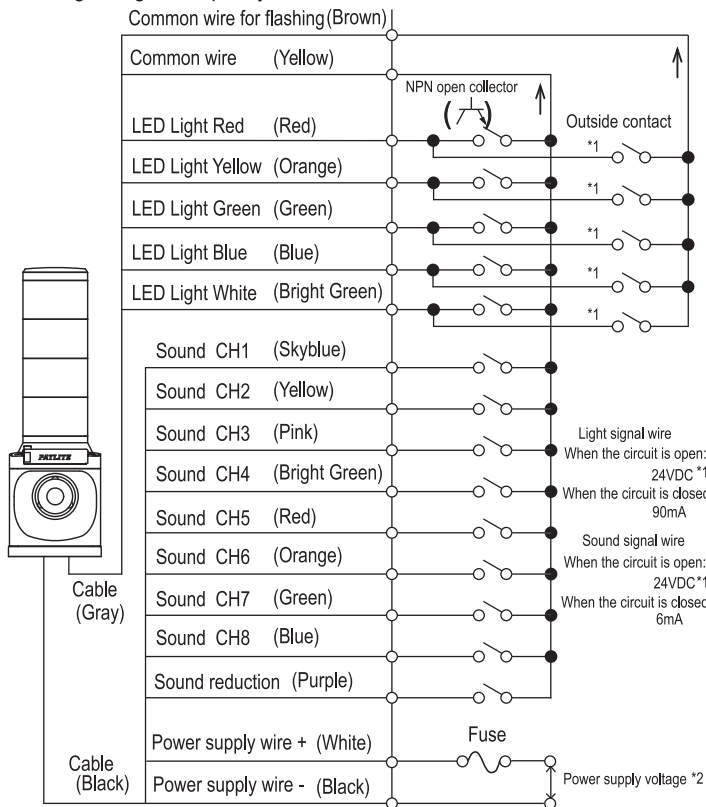 Common wire for flashing (Brown)
Common wire (Yellow)
NPN open collector
Outside contact
LED Light Red (Red)
*1
LED Light Yellow (Orange)
*1
LED Light Green (Green)
*1
LED Light Blue (Blue)
*1
LED Light White (Bright Green)
*1
Sound CH1 (Skyblue)
Sound CH2 (Yellow)
Sound CH3 (Pink)
Sound CH4 (Bright Green)
Sound CH5 (Red)
Sound CH6 (Orange)
Sound CH7 (Green)
Sound CH8 (Blue)
Sound reduction (Purple)
Light signal wire
When the circuit is open:
24VDC *1
When the circuit is closed
90mA
Sound signal wire
When the circuit is open:
24VDC*1
When the circuit is closed
6mA
PATLITE
Cable
(Gray)
Cable
(Black)
Power supply wire + (White)
Fuse
Power supply wire - (Black)
Power supply voltage *2